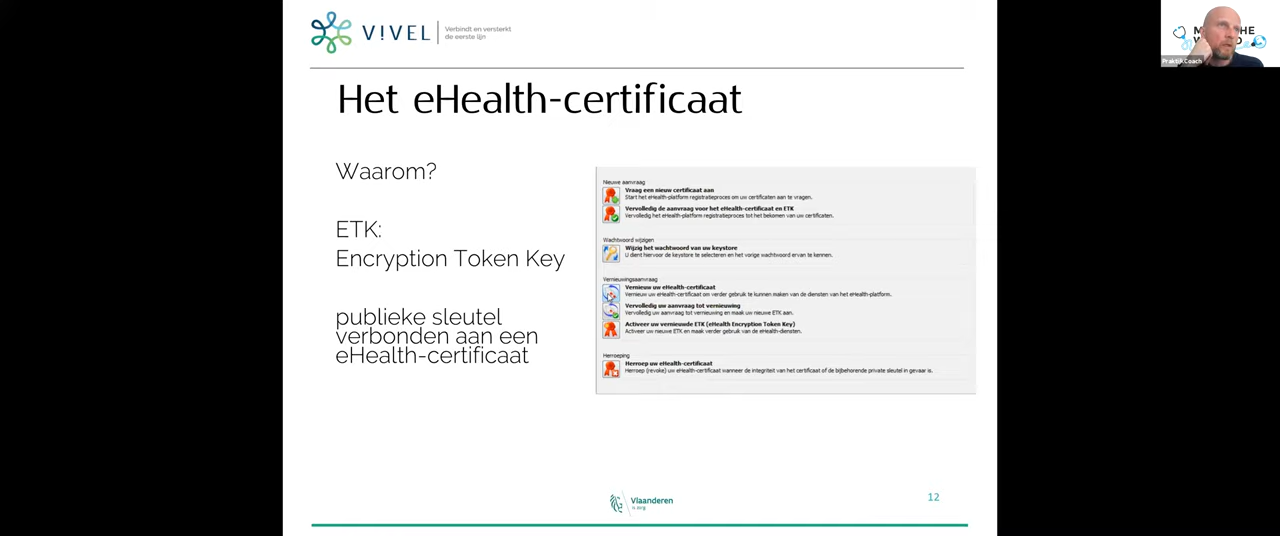 VIVEL
Verbindt en versterkt
de eerste lijn
PraktijkCoach
Het eHealth-certificaat
Waarom?
ETK:
Encryption Token Key
publieke sleutel
verbonden aan een
eHealth-certificaat
Nieuwe aanvraag
Vraag een nieuw certificaat aan
Start het eHealth-platform registratieproces om uw certificaten aan te vragen.
Vervolledig de aanvraag voor het eHealth-certificaat en ETK
Vervolledig het eHealth-platform registratieproces tot het bekomen van uw certificaten.
Wachtwoord wijzigen
Wijzig het wachtwoord van uw keystore
U dient hiervoor de keystore te selecteren en het vorige wachtwoord ervan te kennen.
Vernieuwingsaanvraag
Vernieuw uw eHealth-certificaat
Vernieuw uw eHealth-certificaat om verder gebruik te kunnen maken van de diensten van het eHealth-platform.
Vervolledig uw aanvraag tot vernieuwing
Vervolledig uw aanvraag tot vernieuwing en maak uw nieuwe ETK aan.
Activeer uw vernieuwde ETK (eHealth Encryption Token Key)
Activeer uw nieuwe ETK en maak verder gebruik van de eHealth-diensten.
Herroeping
Herroep uw eHealth-certificaat
Herroep (revoke) uw eHealth-certificaat wanneer de integriteit van het certificaat of de bijbehorende private sleutel in gevaar is.
Vlaanderen
is zorg
12